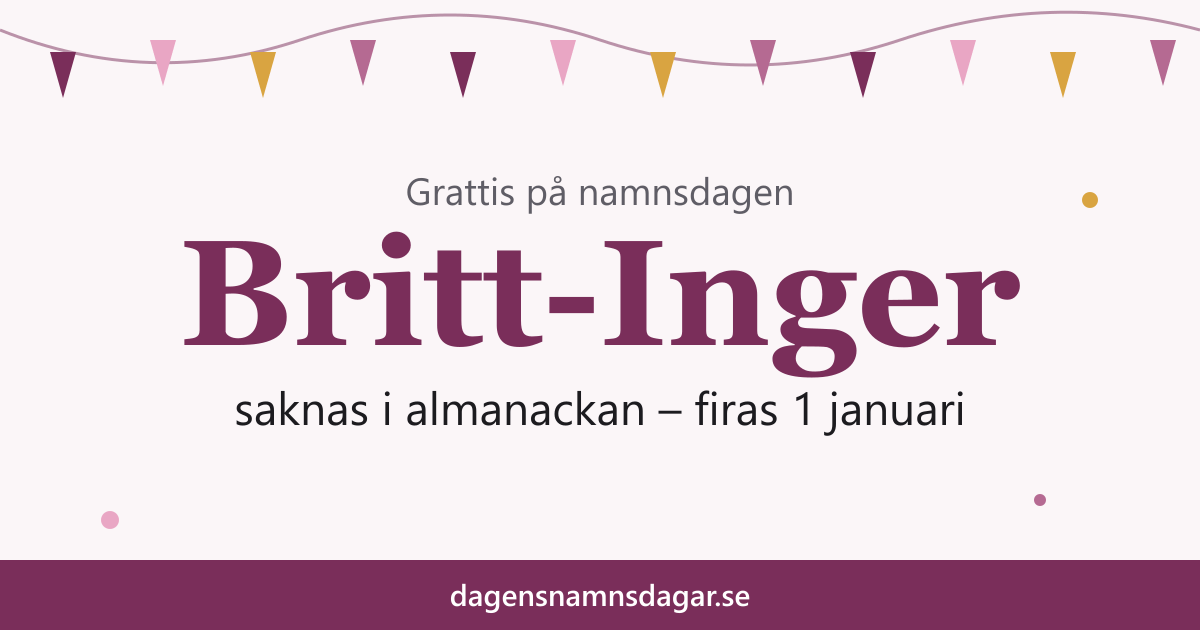 Grattis på namnsdagen
Britt-Inger
saknas i almanackan – firas 1 januari
dagensnamnsdagar.se